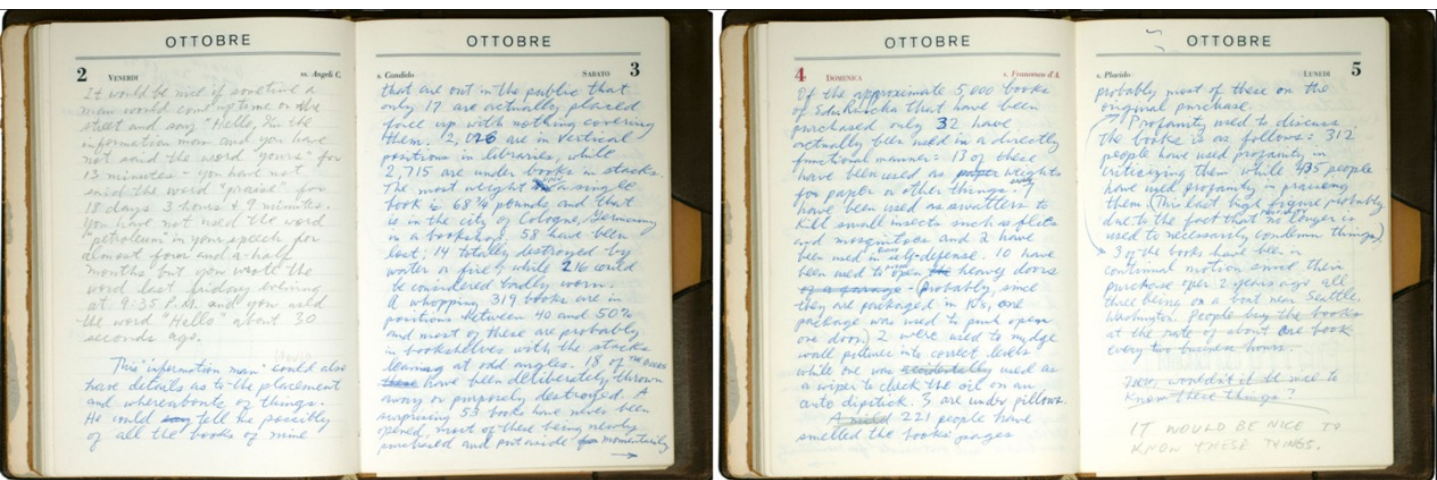 OTTOBRE
2 VENERDI ss. Angeli C.
It would be nice if sometime a
man would come up to me on the
street and say "Hello, I'm the
information man and you have
not said the word "yours" for
13 minutes - you have not
said the word "praise" for
18 days 3 hours & 9 minutes.
You have not used the word
"petroleum" in your speech for
almost four and a-half
months but you wrote the
word last friday evening
at 9:35 P.M. and you used
the word "Hello" about 30
seconds ago.
This 'information man' could also
have details as to the placement
and whereabouts of things.
He could say tell me possibly
of all the books of mine
OTTOBRE
s. Candido SABATO 3
that are out in the public that
only 17 are actually placed
face up with nothing covering
them. 2,026 are in vertical
positions in libraries, while
2,715 are under books in stacks.
The most weight a single
book is 68 pounds and that
is in the city of Cologne, Germany
in a bookshop. 58 have been
lost; 14 totally destroyed by
water or fire; while 216 could
be considered badly worn.
A whopping 319 books are in
positions between 40 and 50%
and most of these are probably
in bookshelves with the stacks
leaning at odd angles. 18 of the books
these have been deliberately thrown
away or purposely destroyed. A
surprising 53 books have never been
opened, most of these being newly
purchased and put aside for momentarily
OTTOBRE
4 DOMENICA s. Francesco d'A.
Of the approximate 5,000 books
of Ed Ruscha that have been
purchased only 32 have
actually been used in a directly
functional manner: 13 of these
have been used as paper weights
for paper or other things. 7
have been used as swatters to
kill small insects such as flies
and mosquitoes and 2 have
been used in self-defense. 10 have
been used to open the heavy doors
of a garage - (Probably, since
they are packaged in 10's, one
package was used to push open
one door.) 2 were used to nudge
wall pictures into correct levels
while one was accidentally used as
a wiper to check the oil on an
auto dipstick. 3 are under pillows.
221 people have
smelled the books' pages
OTTOBRE
s. Placido LUNEDI 5
probably most of these on the
original purchase.
Profanity used to discuss
the books is as follows: 312
people have used profanity in
criticizing them while 435 people
have used profanity in praising
them (This last high figure probably
due to the fact that no longer is
used to necessarily condemn things)
3 of the books have been in
continual motion since their
purchase over 2 years ago all
three being on a boat near Seattle,
Washington. People buy the books
at the rate of about one book
every two business hours.
Now, wouldn't it be nice to
know these things?
IT WOULD BE NICE TO
KNOW THESE THINGS.